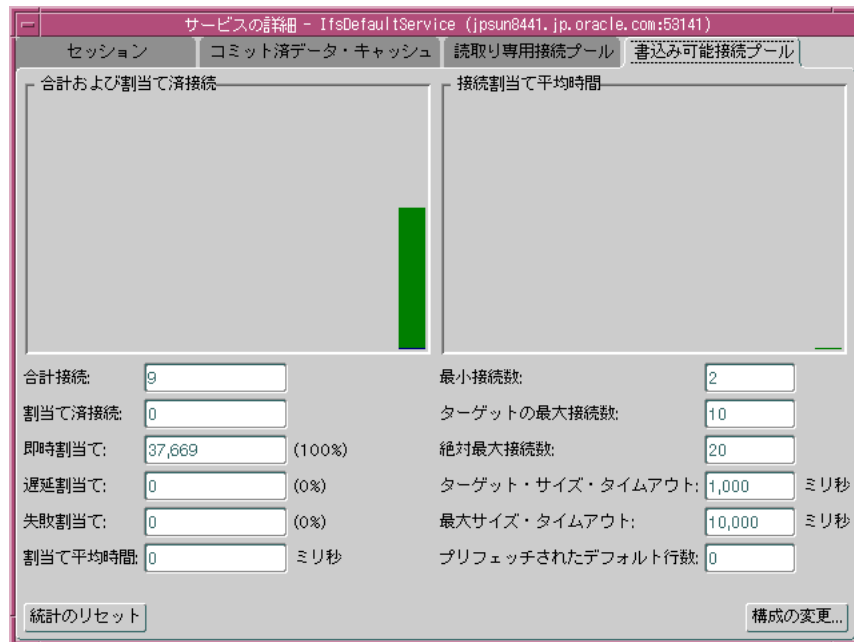 サービスの詳細 - IfsDefaultService (jpsun8441.jp.oracle.com:53141)
セッション コミット済データ・キャッシュ 読取り専用接続プール 書込み可能接続プール
合計および割当て済接続 接続割当て平均時間
合計接続: 9 最小接続数: 2
割当て済接続: 0 ターゲットの最大接続数: 10
即時割当て: 37,669 (100%) 絶対最大接続数: 20
遅延割当て: 0 (0%) ターゲット・サイズ・タイムアウト: 1,000 ミリ秒
失敗割当て: 0 (0%) 最大サイズ・タイムアウト: 10,000 ミリ秒
割当て平均時間: 0 ミリ秒 プリフェッチされたデフォルト行数: 0
統計のリセット 構成の変更...